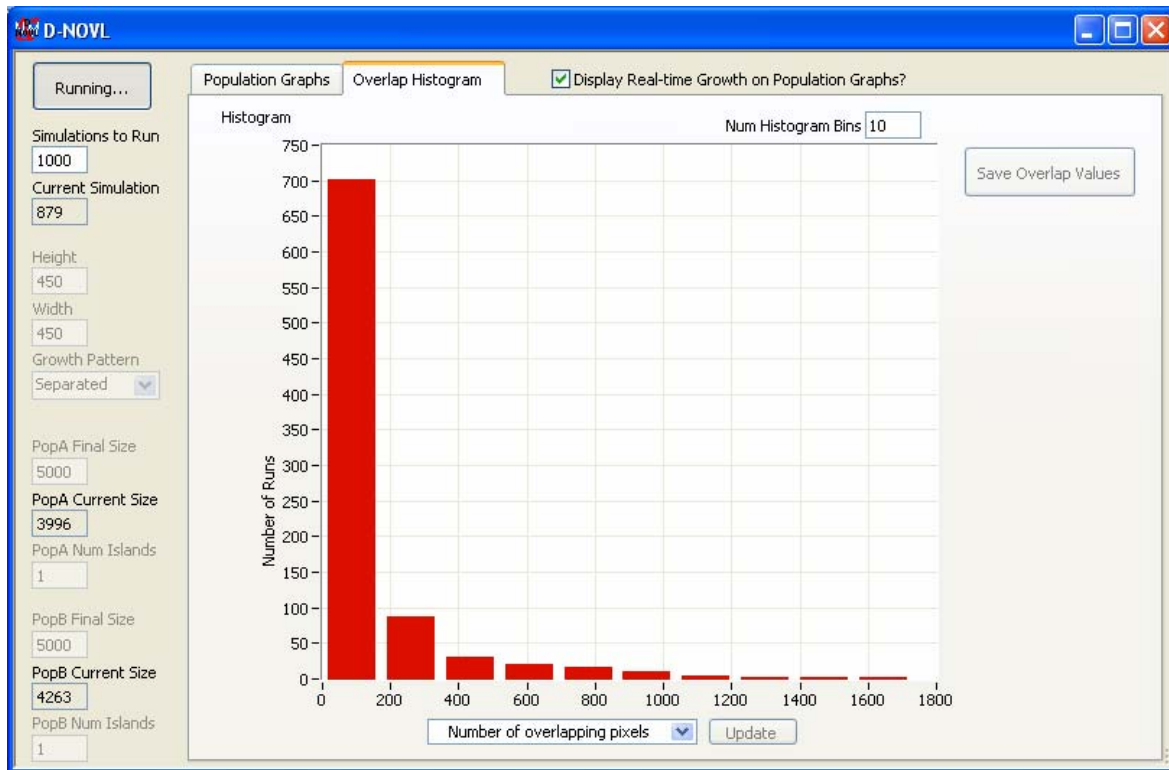 D-NOVL
Running...
Simulations to Run
1000
Current Simulation
879
Height
450
Width
450
Growth Pattern
Separated
PopA Final Size
5000
PopA Current Size
3996
PopA Num Islands
1
PopB Final Size
5000
PopB Current Size
4263
PopB Num Islands
1
Population Graphs
Overlap Histogram
Display Real-time Growth on Population Graphs?
Histogram
Num Histogram Bins 10
Save Overlap Values
Number of Runs
750
700
650
600
550
500
450
400
350
300
250
200
150
100
50
0
0 200 400 600 800 1000 1200 1400 1600 1800
Number of overlapping pixels
Update